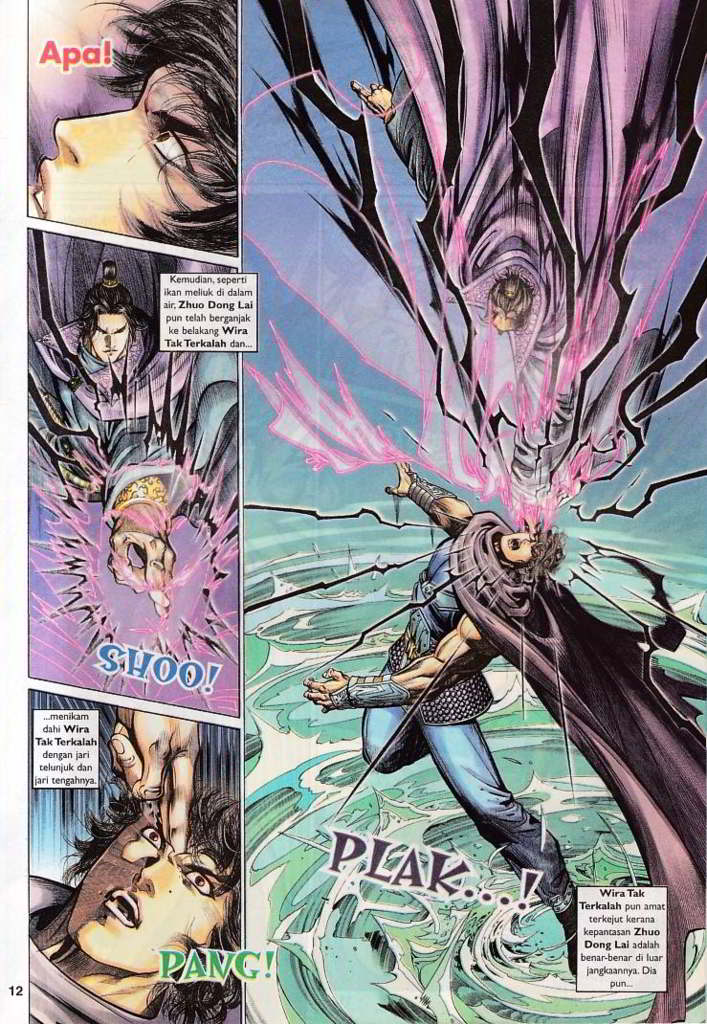 Apa!
Kemudian, seperti
ikan meliuk di dalam
air, Zhuo Dong Lai
pun telah berganjak
ke belakang Wira
Tak Terkalah dan...
SHOO!
...menikam
dahi Wira
Tak Terkalah
dengan jari
telunjuk dan
jari tengahnya.
PANG!
PLAK...!
Wira Tak
Terkalah pun amat
terkejut kerana
kepantasan Zhuo
Dong Lai adalah
benar-benar di luar
jangkaannya. Dia
pun...
12